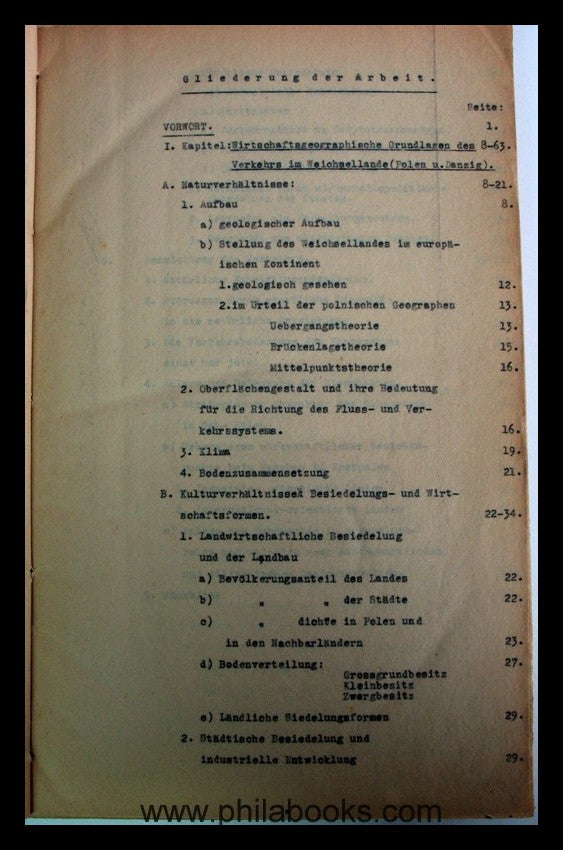 Gliederung der Arbeit.
Seite:
VORWORT. 1.
I. Kapitel:Wirtschaftsgeographische Grundlagen des 8-63.
Verkehrs im Weichsellande(Polen u.Danzig).
A. Naturverhältnisse: 8-21.
1. Aufbau 8.
a) geologischer Aufbau
b) Stellung des Weichsellandes im europä-
ischen Kontinent
1.geologisch gesehen 12.
2.im Urteil der polnischen Geographen 13.
Uebergangstheorie 13.
Brückenlagetheorie 15.
Mittelpunktstheorie 16.
2. Oberflächengestalt und ihre Bedeutung
für die Richtung des Fluss- und Ver-
kehrssystems. 16.
3. Klima 19.
4. Bodenzusammensetzung 21.
B. Kulturverhältnisse: Besiedelungs- und Wirt-
schaftsformen. 22-34.
1. Landwirtschaftliche Besiedelung
und der Landbau
a) Bevölkerungsanteil des Landes 22.
b) " " der Städte 22.
c) " dichte in Polen und
in den Nachbarländern 23.
d) Bodenverteilung: 27.
Grossgrundbesitz
Kleinbesitz
Zwergbesitz
e) Ländliche Siedelungsformen 29.
2. Städtische Besiedelung und
industrielle Entwicklung 29.
www.philabooks.com